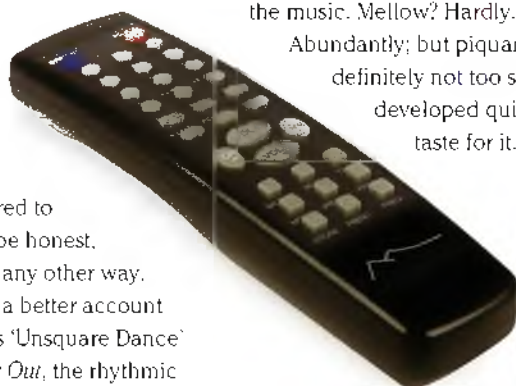 the music. Mellow? Hardly.
Abundantly; but piquan
definitely not too s
developed qui
taste for it.
red to
be honest,
any other way.
a better account
s 'Unsquare Dance'
Out, the rhythmic